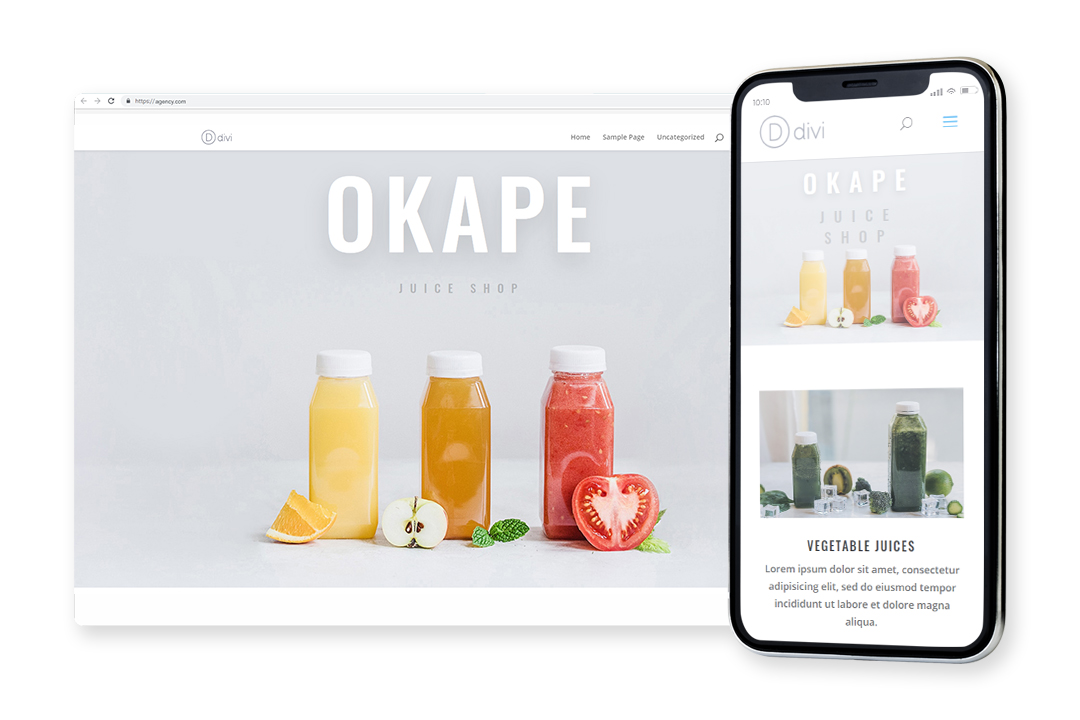 https://agency.com
D divi
Home Sample Page Uncategorized
OKAPE
JUICE SHOP
10:10
D divi
OKAPE
JUICE
SHOP
VEGETABLE JUICES
Lorem ipsum dolor sit amet, consectetur
adipisicing elit, sed do eiusmod tempor
incididunt ut labore et dolore magna
aliqua.